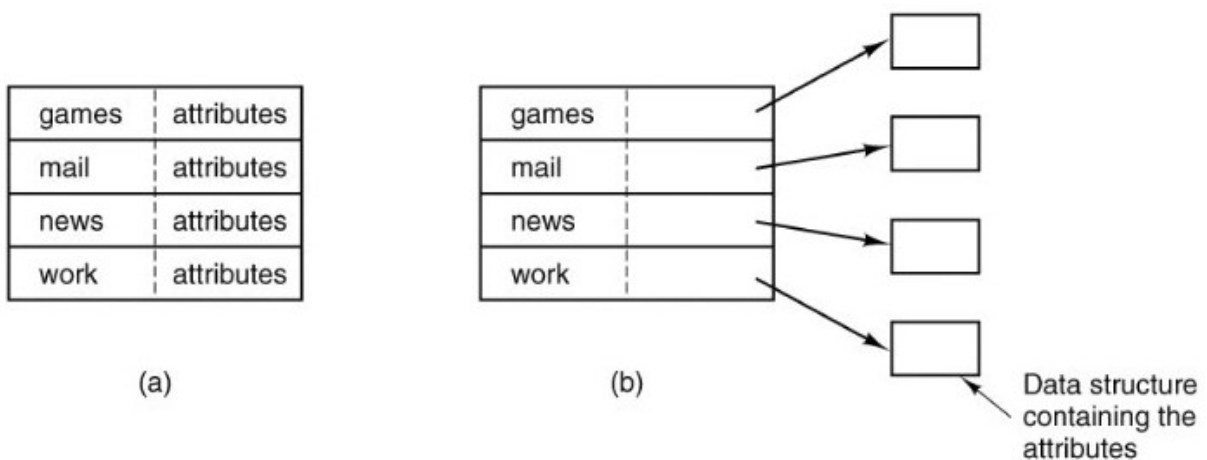 games attributes
mail attributes
news attributes
work attributes
(a)
games
mail
news
work
(b)
Data structure
containing the
attributes